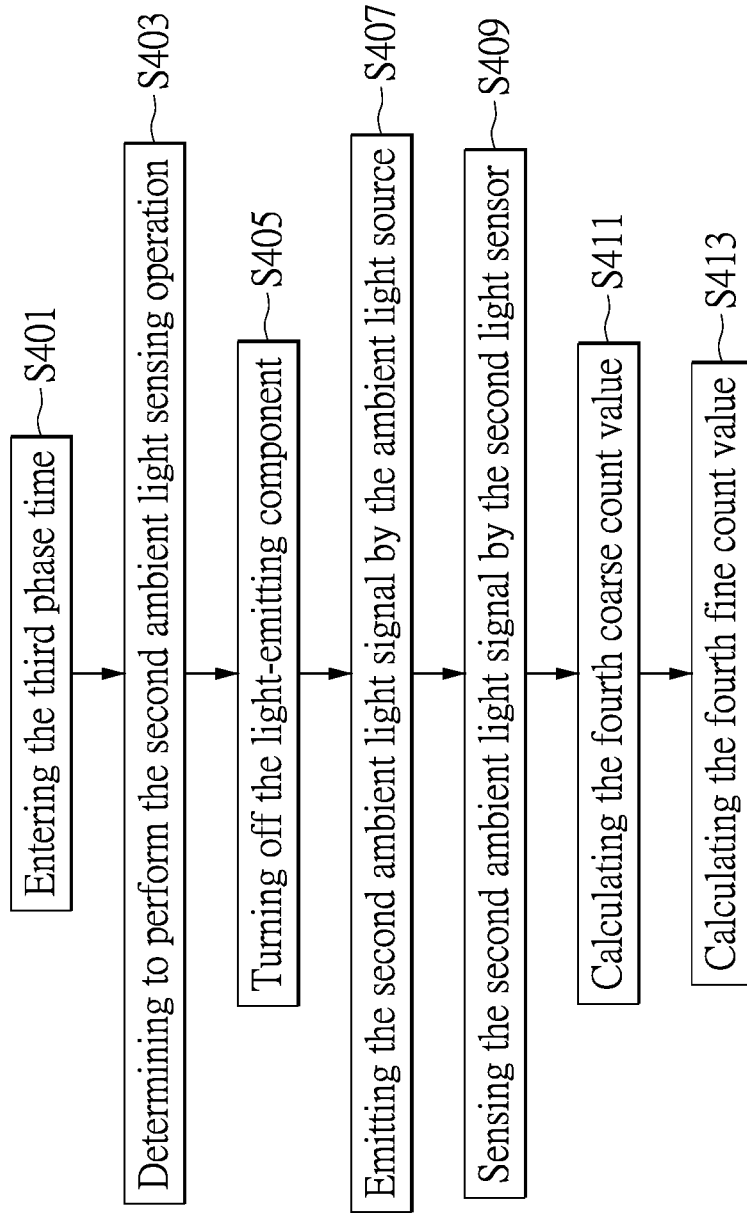 Entering the third phase time
S401
Determining to perform the second ambient light sensing operation
S403
Turning off the light-emitting component
S405
Emitting the second ambient light signal by the ambient light source
S407
Sensing the second ambient light signal by the second light sensor
S409
Calculating the fourth coarse count value
S411
Calculating the fourth fine count value
S413